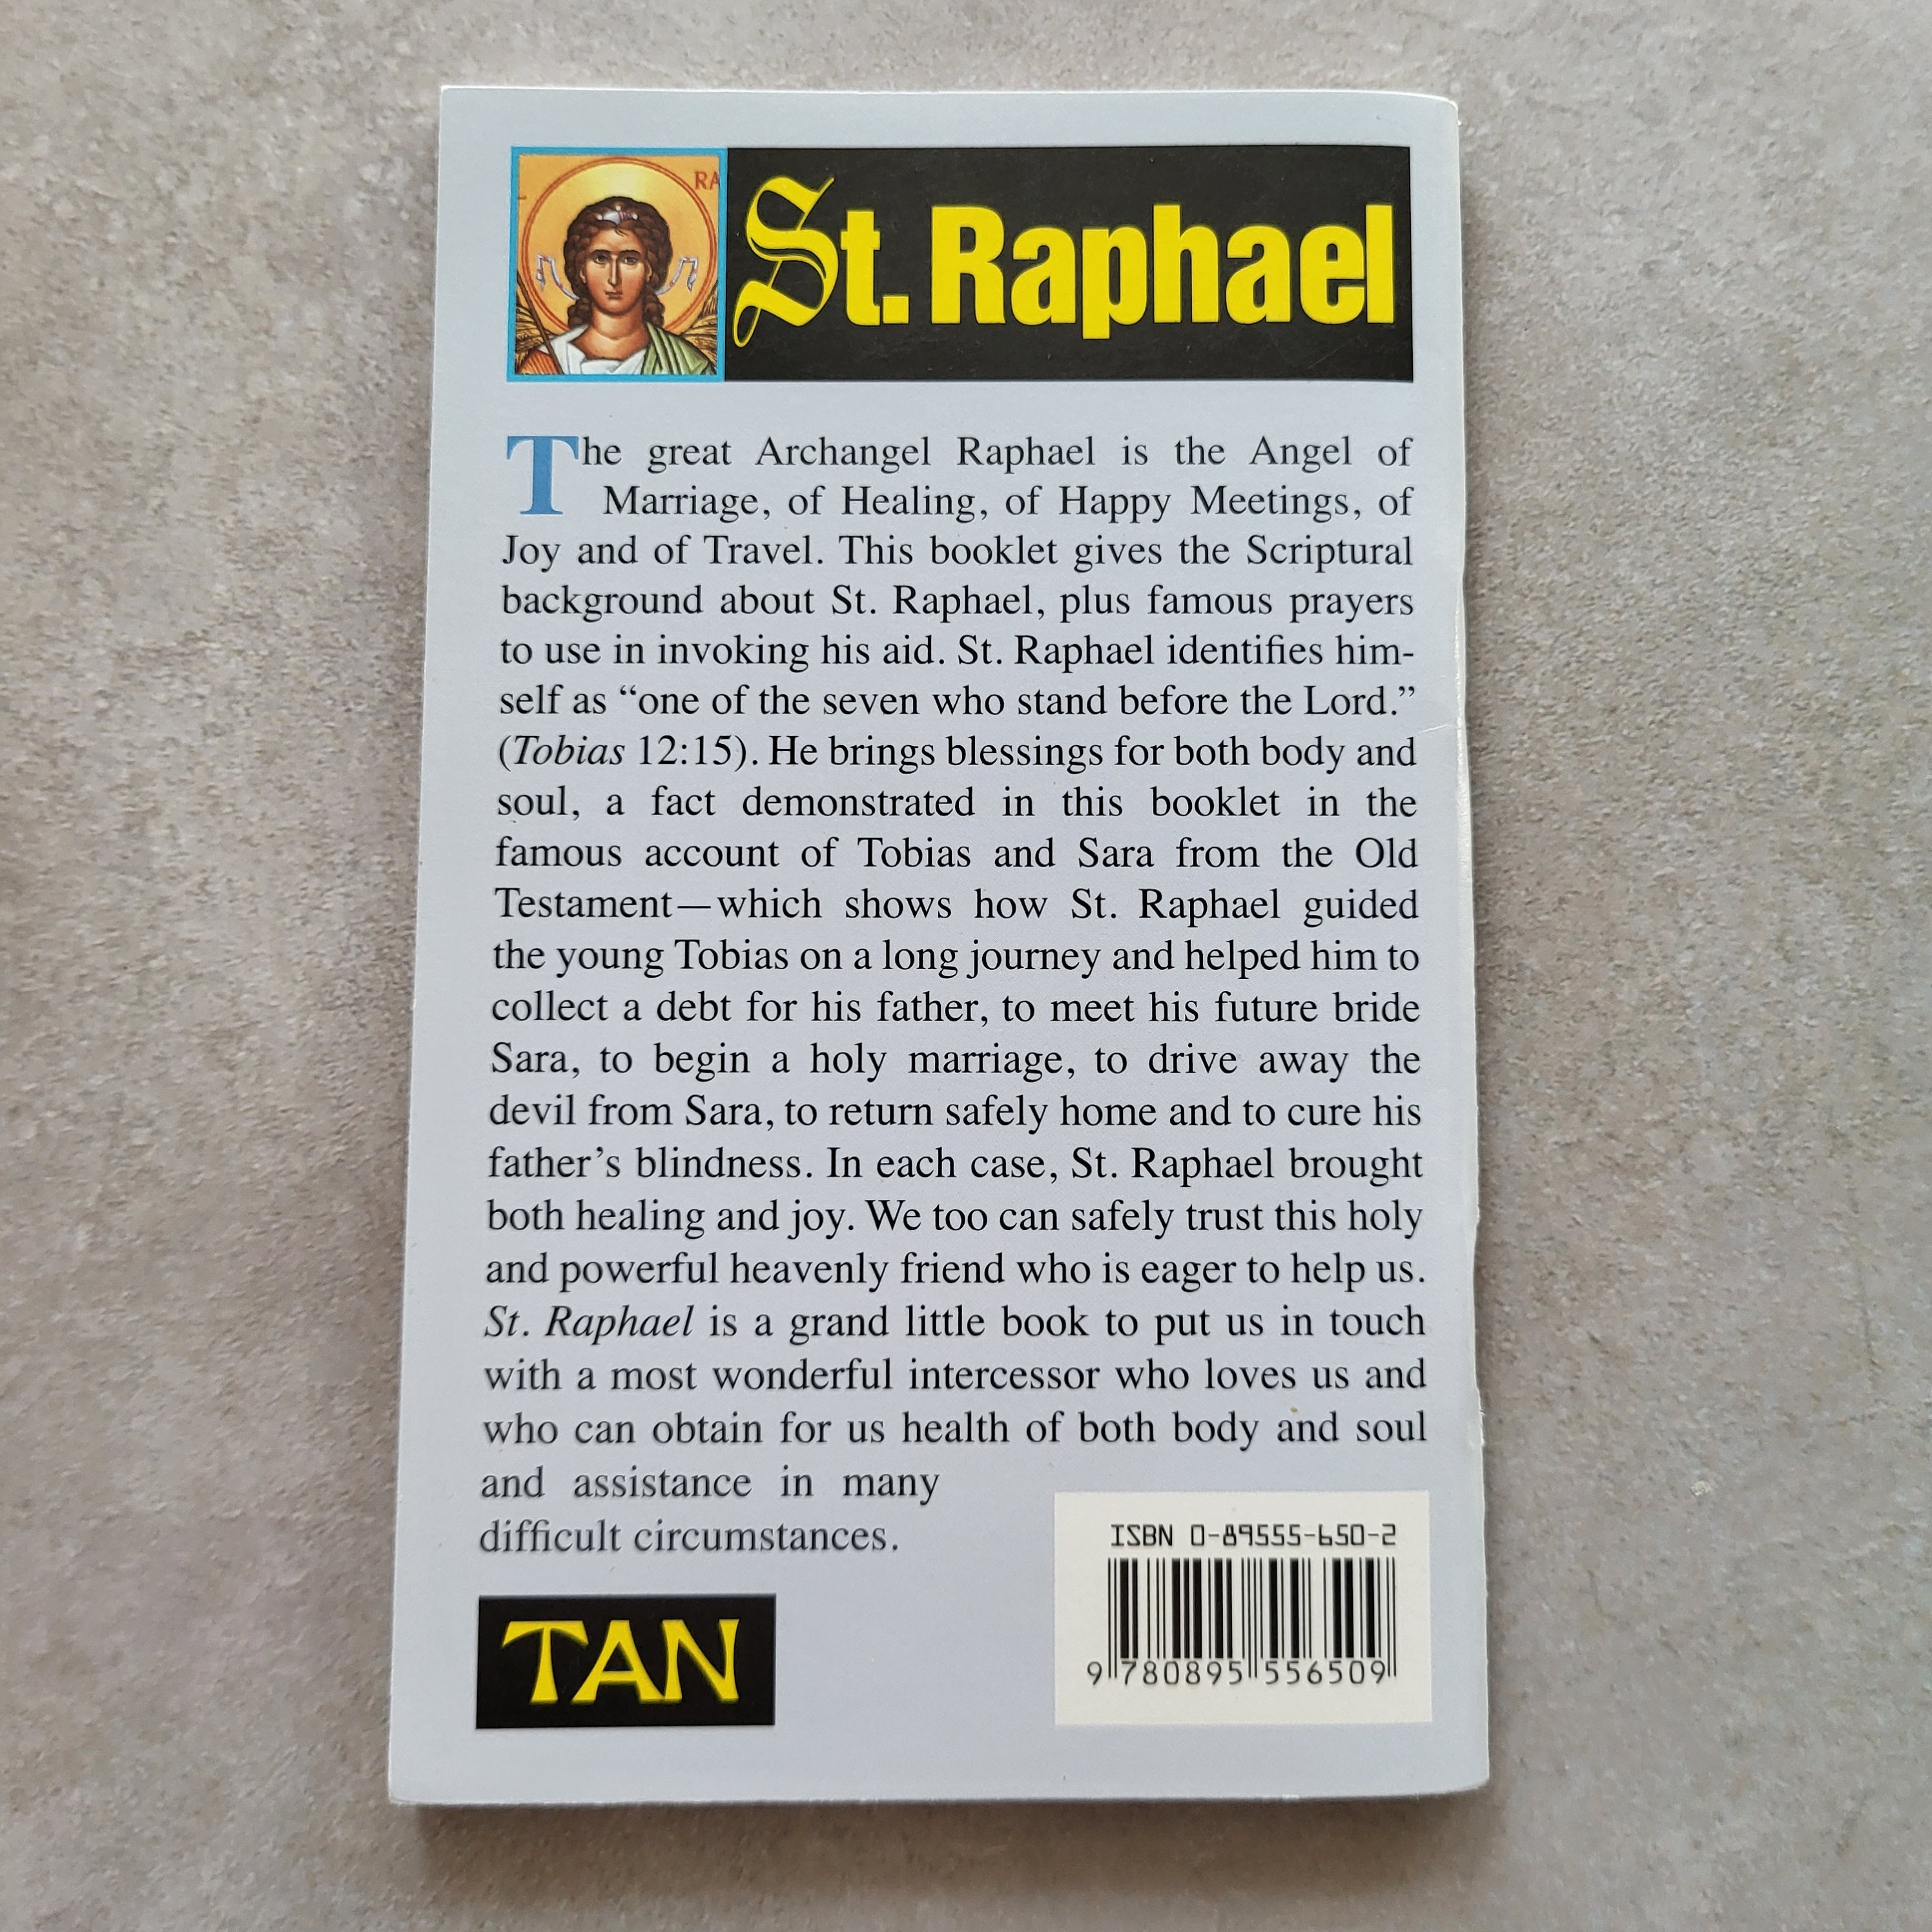 RA
St. Raphael
The great Archangel Raphael is the Angel of
Marriage, of Healing, of Happy Meetings, of
Joy and of Travel. This booklet gives the Scriptural
background about St. Raphael, plus famous prayers
to use in invoking his aid. St. Raphael identifies him-
self as “one of the seven who stand before the Lord.”
(Tobias 12:15). He brings blessings for both body and
soul, a fact demonstrated in this booklet in the
famous account of Tobias and Sara from the Old
Testament—which shows how St. Raphael guided
the young Tobias on a long journey and helped him to
collect a debt for his father, to meet his future bride
Sara, to begin a holy marriage, to drive away the
devil from Sara, to return safely home and to cure his
father’s blindness. In each case, St. Raphael brought
both healing and joy. We too can safely trust this holy
and powerful heavenly friend who is eager to help us.
St. Raphael is a grand little book to put us in touch
with a most wonderful intercessor who loves us and
who can obtain for us health of both body and soul
and assistance in many
difficult circumstances.
TAN
ISBN 0-89555-650-2
9 780895 556509